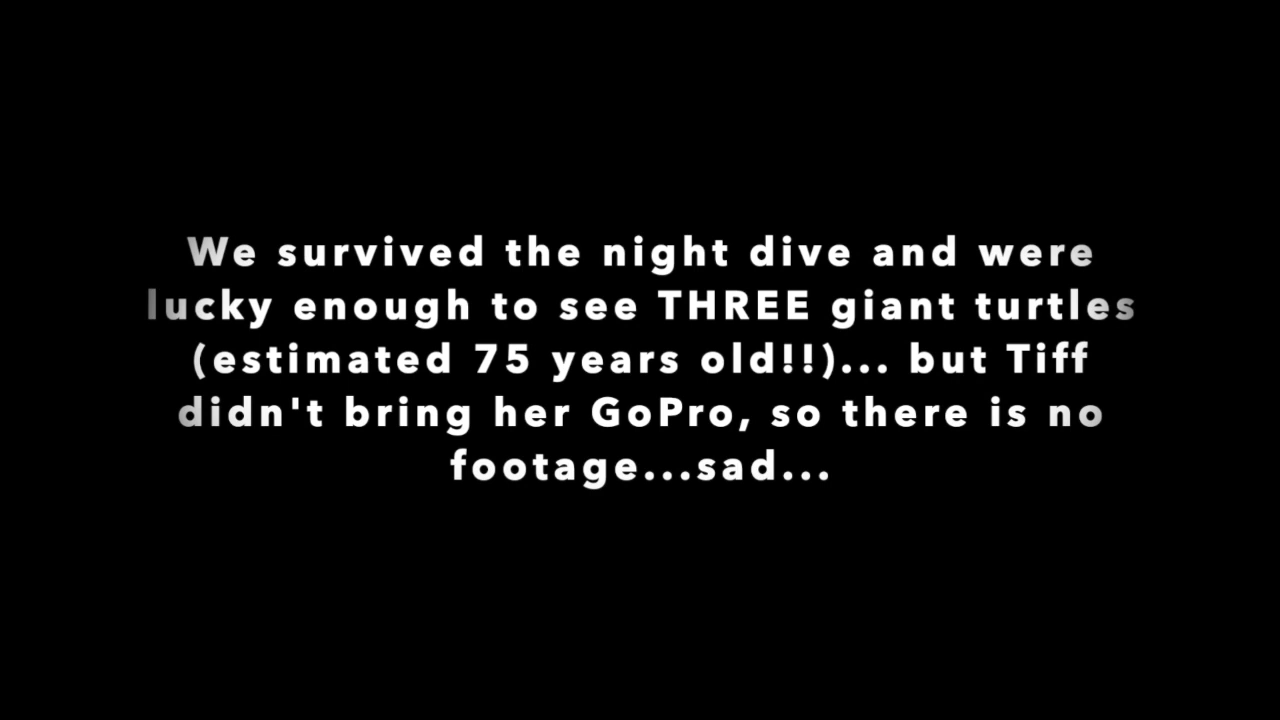 We survived the night dive and were
lucky enough to see THREE giant turtles
(estimated 75 years old!!)... but Tiff
didn't bring her GoPro, so there is no
footage...sad...